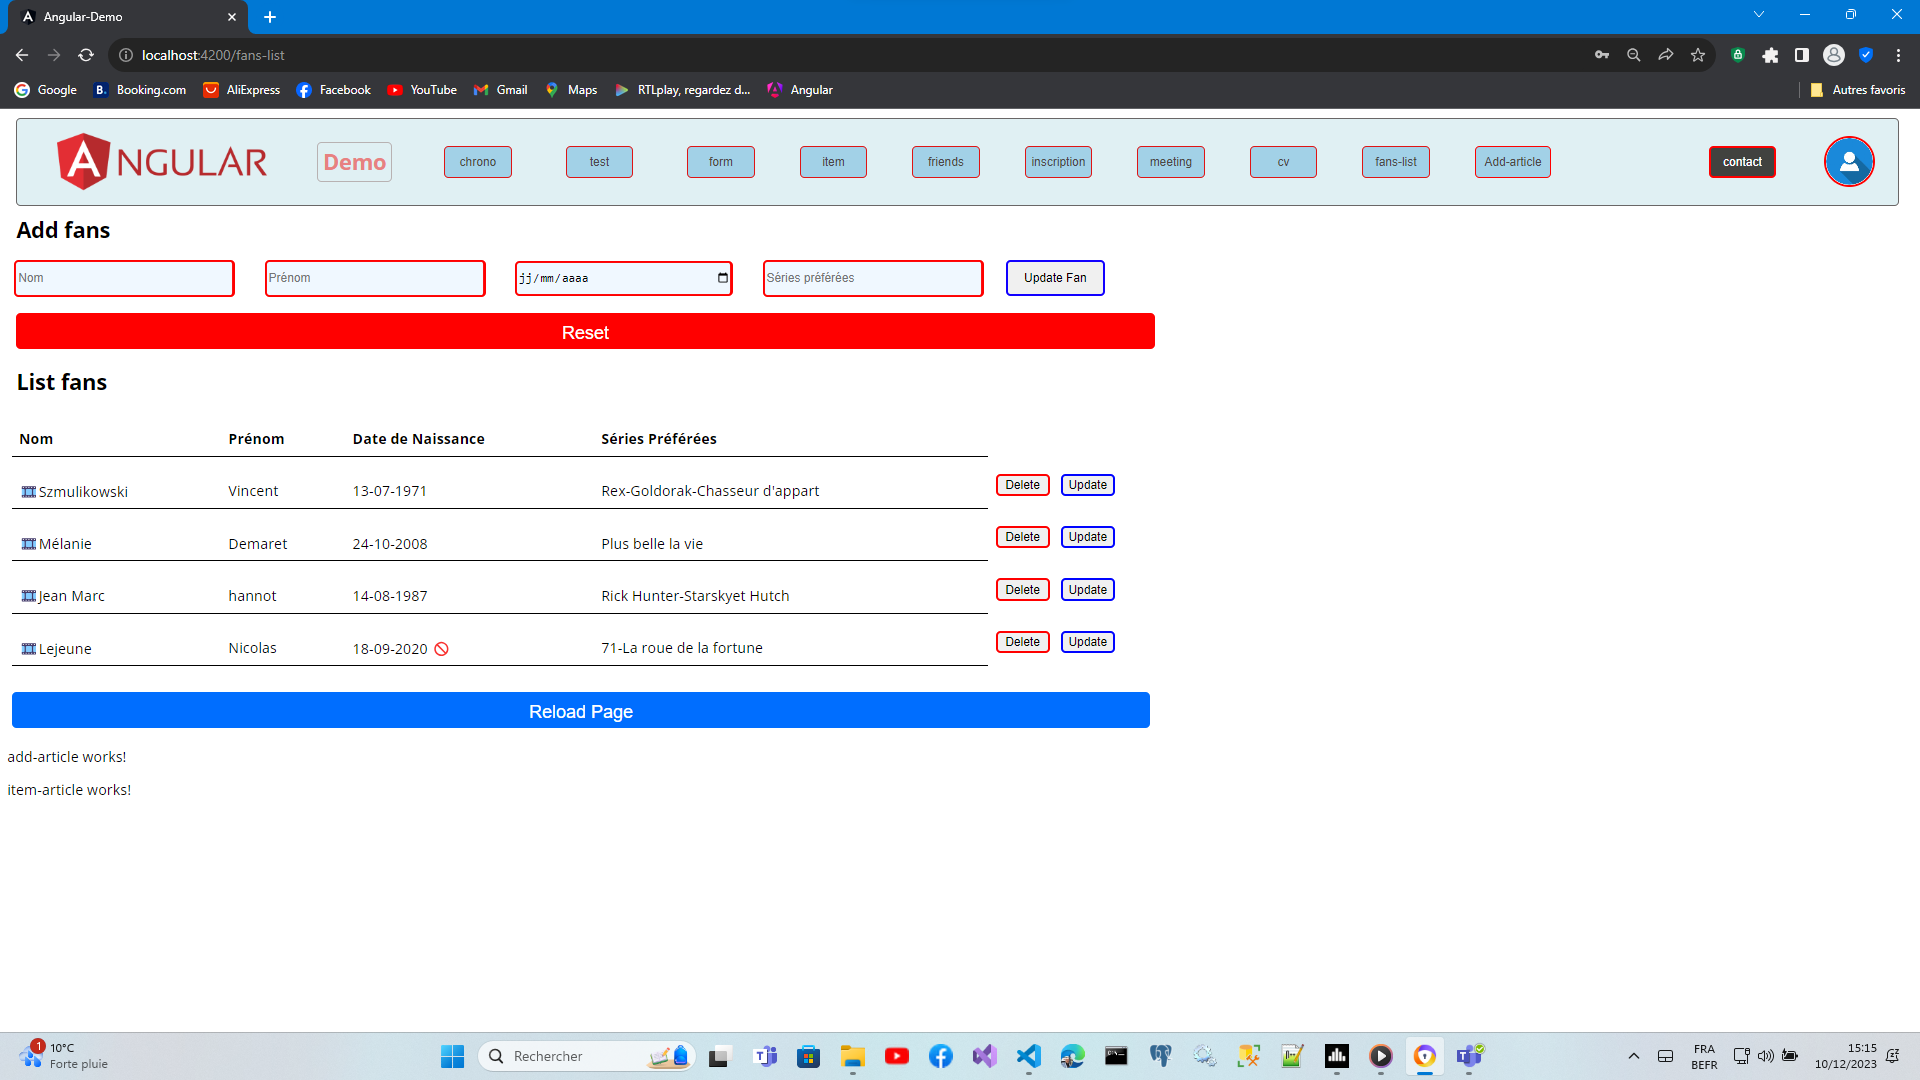 Angular-Demo
localhost:4200/fans-list
Google Booking.com AliExpress Facebook YouTube Gmail Maps RTLplay, regardez d... Angular Autres favoris
ANGULAR Demo chrono test form item friends inscription meeting cv fans-list Add-article contact
Add fans
Nom Prénom jj/mm/aaaa Séries préférées Update Fan
Reset
List fans
Nom Prénom Date de Naissance Séries Préférées
Szmulikowski Vincent 13-07-1971 Rex-Goldorak-Chasseur d'appart Delete Update
Mélanie Demaret 24-10-2008 Plus belle la vie Delete Update
Jean Marc hannot 14-08-1987 Rick Hunter-Starskyet Hutch Delete Update
Lejeune Nicolas 18-09-2020 71-La roue de la fortune Delete Update
Reload Page
add-article works!
item-article works!
1 10°C
Forte pluie
Rechercher
FRA
BEFR
15:15
10/12/2023